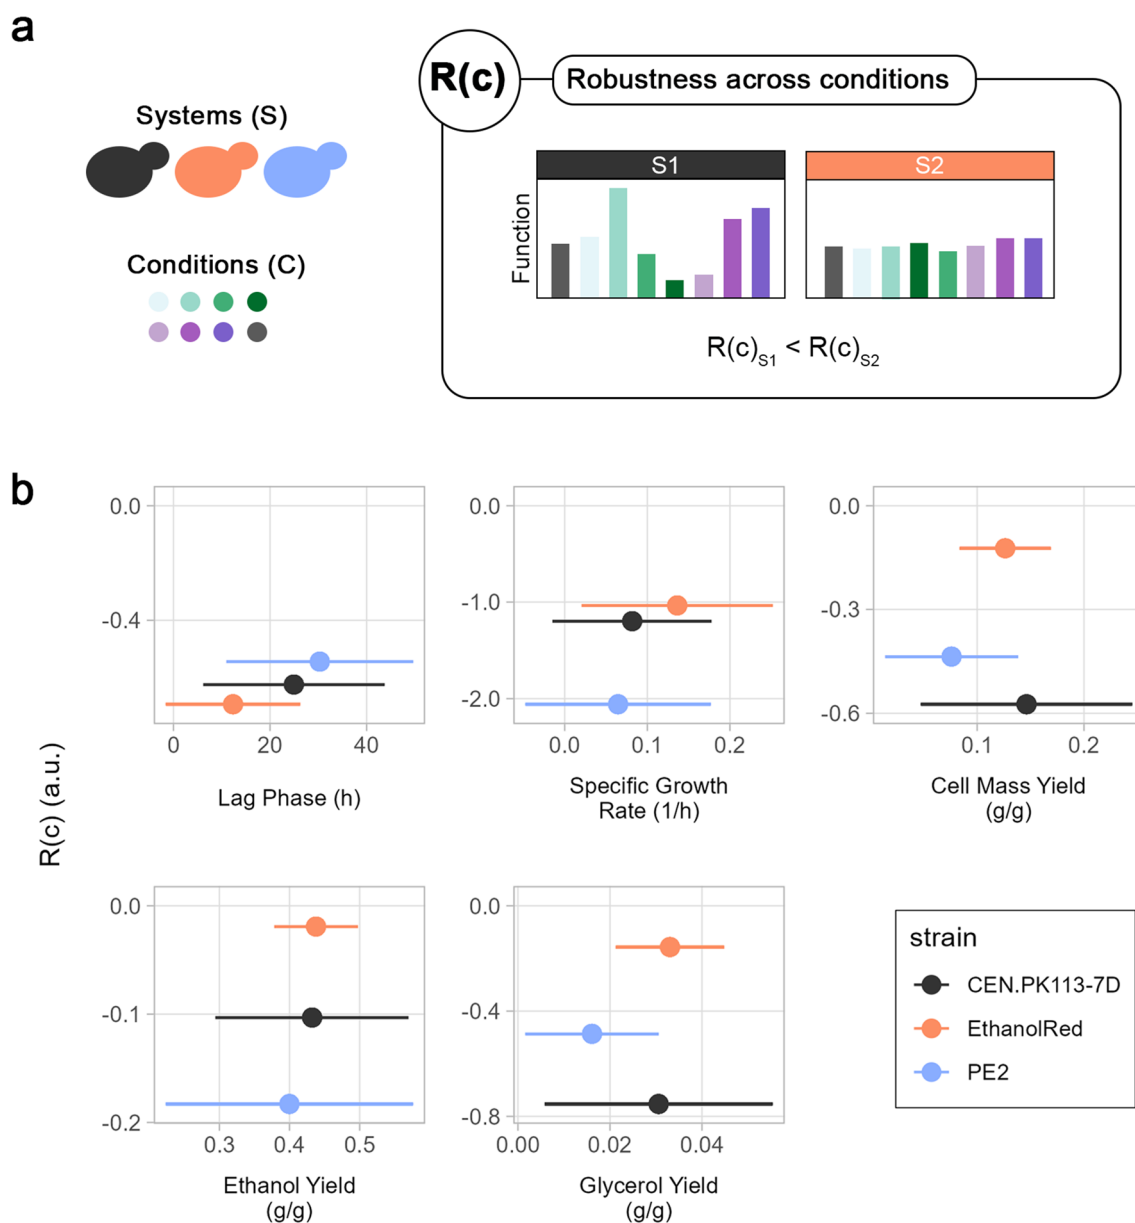 a
Systems (S)
Conditions (C)
R(c)
Robustness across conditions
S1
S2
Function
R(c)S1 < R(c)S2
b
R(c) (a.u.)
0.0
-0.4
0
20
40
Lag Phase (h)
0.0
-1.0
-2.0
0.0
0.1
0.2
Specific Growth
Rate (1/h)
0.0
-0.3
-0.6
0.1
0.2
Cell Mass Yield
(g/g)
0.0
-0.1
-0.2
0.3
0.4
0.5
Ethanol Yield
(g/g)
0.0
-0.4
-0.8
0.00
0.02
0.04
Glycerol Yield
(g/g)
strain
CEN.PK113-7D
EthanolRed
PE2